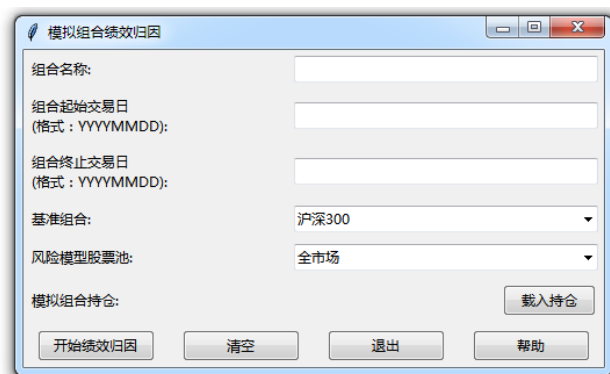 模拟组合绩效归因
组合名称:
组合起始交易日
(格式：YYYYMMDD):
组合终止交易日
(格式：YYYYMMDD):
基准组合:
沪深300
风险模型股票池:
全市场
模拟组合持仓:
载入持仓
开始绩效归因
清空
退出
帮助